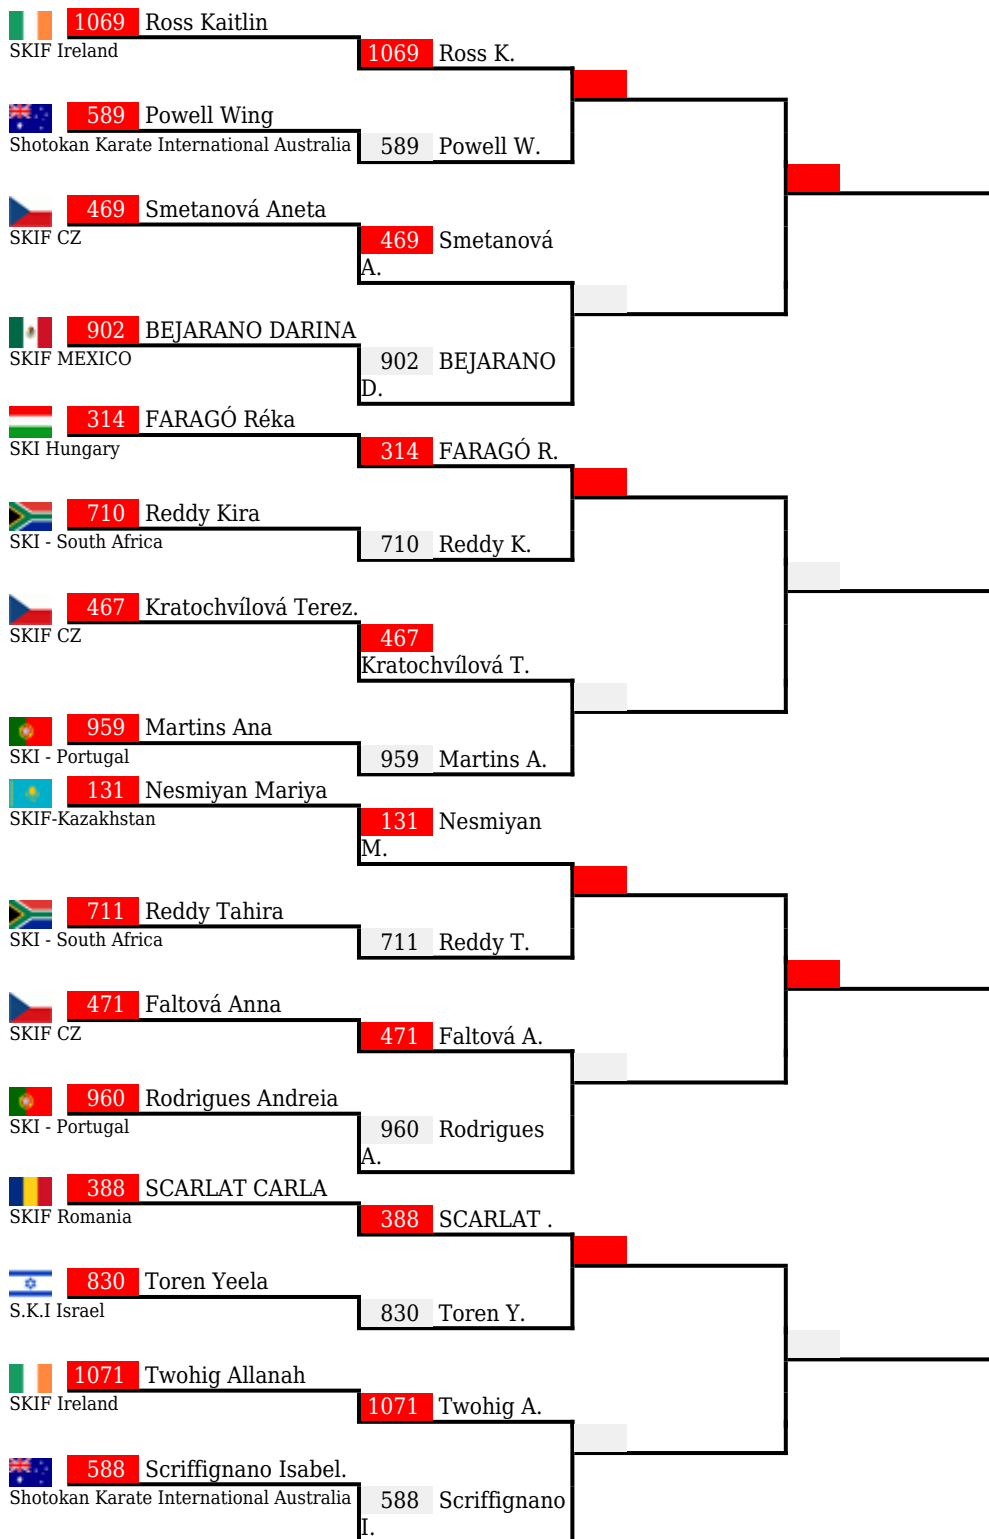 1069 Ross Kaitlin
SKIF Ireland
1069 Ross K.
589 Powell Wing
Shotokan Karate International Australia
589 Powell W.
469 Smetanová Aneta
SKIF CZ
469 Smetanová
A.
902 BEJARANO DARINA
SKIF MEXICO
902 BEJARANO
D.
314 FARAGÓ Réka
SKI Hungary
314 FARAGÓ R.
710 Reddy Kira
SKI - South Africa
710 Reddy K.
467 Kratochvílová Terez.
SKIF CZ
467
Kratochvílová T.
959 Martins Ana
SKI - Portugal
959 Martins A.
131 Nesmiyan Mariya
SKIF-Kazakhstan
131 Nesmiyan
M.
711 Reddy Tahira
SKI - South Africa
711 Reddy T.
471 Faltová Anna
SKIF CZ
471 Faltová A.
960 Rodrigues Andreia
SKI - Portugal
960 Rodrigues
A.
388 SCARLAT CARLA
SKIF Romania
388 SCARLAT .
830 Toren Yeela
S.K.I Israel
830 Toren Y.
1071 Twohig Allanah
SKIF Ireland
1071 Twohig A.
588 Scriffignano Isabel.
Shotokan Karate International Australia
588 Scriffignano
I.